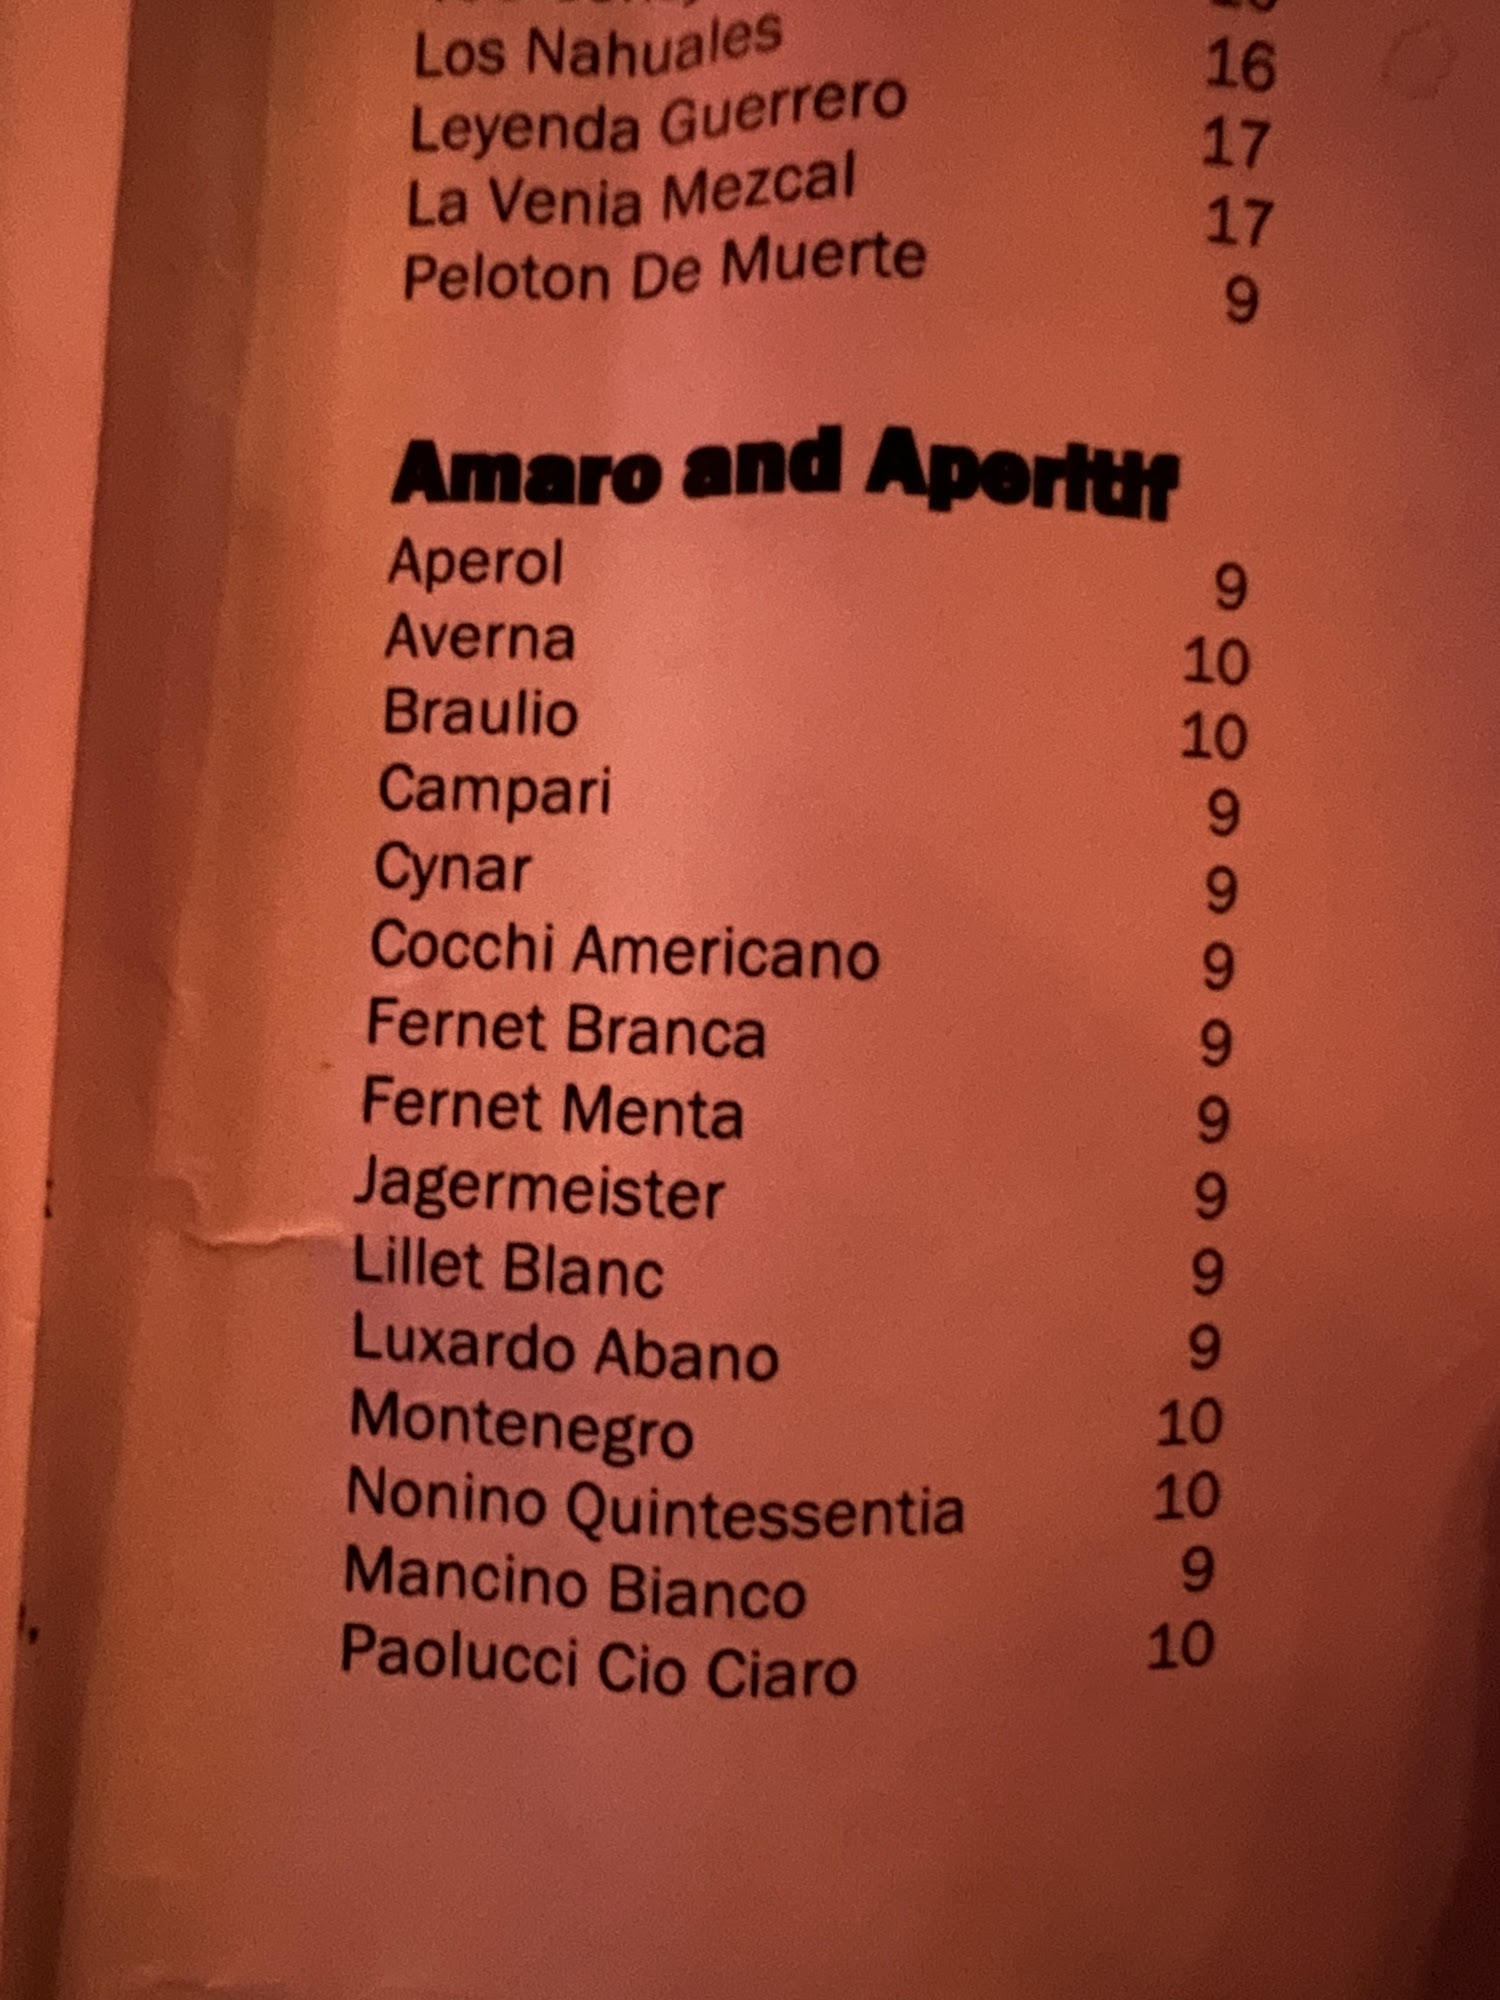 Los Nahuales 16
Leyenda Guerrero 17
La Venia Mezcal 17
Peloton De Muerte 9
Amaro and Aperitif
Aperol 9
Averna 10
Braulio 10
Campari 9
Cynar 9
Cocchi Americano 9
Fernet Branca 9
Fernet Menta 9
Jagermeister 9
Lillet Blanc 9
Luxardo Abano 9
Montenegro 10
Nonino Quintessentia 10
Mancino Bianco 9
Paolucci Cio Ciaro 10